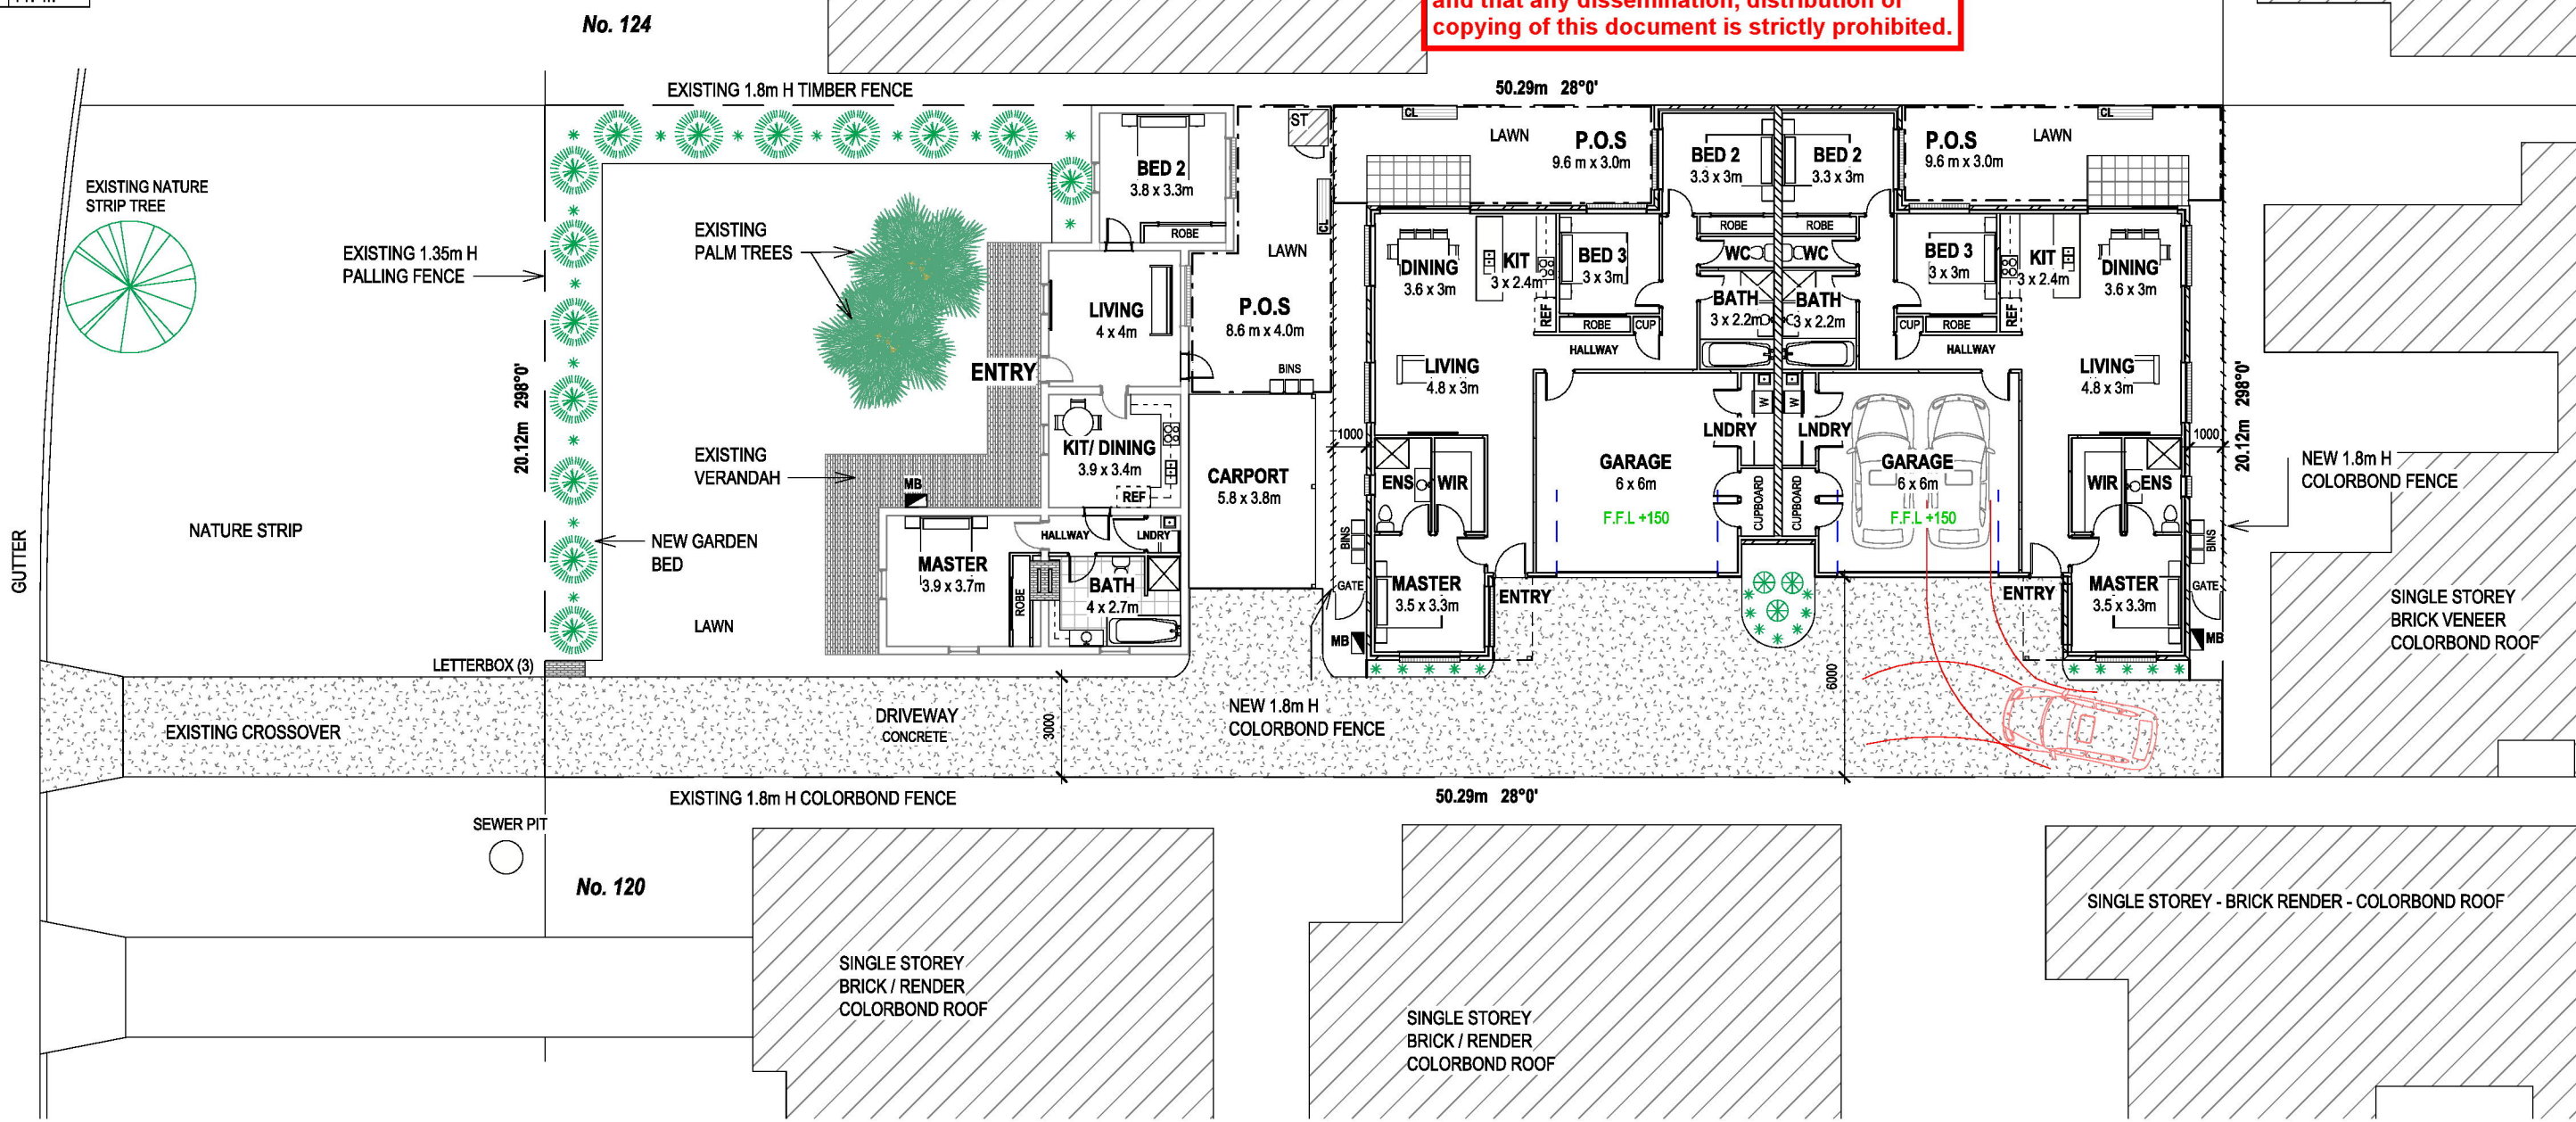 No. 124
and that any dissemination, distribution or
copying of this document is strictly prohibited.
EXISTING 1.8m H TIMBER FENCE
50.29m 28°0'
EXISTING NATURE
STRIP TREE
EXISTING 1.35m H
PALLING FENCE
EXISTING
PALM TREES
BED 2
3.8 x 3.3m
ROBE
ST
CL
LAWN
P.O.S
8.6 m x 4.0m
BINS
LIVING
4 x 4m
ENTRY
KIT/ DINING
3.9 x 3.4m
REF
EXISTING
VERANDAH
MB
CARPORT
5.8 x 3.8m
20.12m 298°0'
NATURE STRIP
GUTTER
NEW GARDEN
BED
LAWN
MASTER
3.9 x 3.7m
HALLWAY
LNDRY
ROBE
BATH
4 x 2.7m
LETTERBOX (3)
CL
LAWN
P.O.S
9.6 m x 3.0m
BED 2
3.3 x 3m
BED 2
3.3 x 3m
P.O.S
9.6 m x 3.0m
LAWN
CL
ROBE
ROBE
WC
WC
DINING
3.6 x 3m
KIT
3 x 2.4m
BED 3
3 x 3m
BATH
3 x 2.2m
BATH
3 x 2.2m
BED 3
3 x 3m
KIT
3 x 2.4m
DINING
3.6 x 3m
REF
ROBE
CUP
CUP
ROBE
REF
HALLWAY
HALLWAY
LIVING
4.8 x 3m
LIVING
4.8 x 3m
W
W
LNDRY
LNDRY
1000
1000
GARAGE
6 x 6m
F.F.L +150
GARAGE
6 x 6m
F.F.L +150
CUPBOARD
CUPBOARD
ENS
WIR
WIR
ENS
BINS
BINS
GATE
GATE
MASTER
3.5 x 3.3m
ENTRY
ENTRY
MASTER
3.5 x 3.3m
MB
MB
20.12m 298°0'
NEW 1.8m H
COLORBOND FENCE
SINGLE STOREY
BRICK VENEER
COLORBOND ROOF
EXISTING CROSSOVER
DRIVEWAY
CONCRETE
3000
NEW 1.8m H
COLORBOND FENCE
6000
EXISTING 1.8m H COLORBOND FENCE
50.29m 28°0'
SEWER PIT
No. 120
SINGLE STOREY
BRICK / RENDER
COLORBOND ROOF
SINGLE STOREY
BRICK / RENDER
COLORBOND ROOF
SINGLE STOREY - BRICK RENDER - COLORBOND ROOF